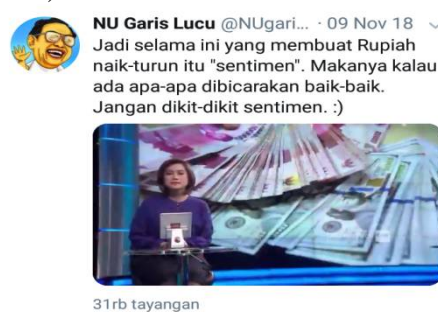 NU Garis Lucu @NUgari... · 09 Nov 18
Jadi selama ini yang membuat Rupiah
naik-turun itu "sentimen". Makanya kalau
ada apa-apa dibicarakan baik-baik.
Jangan dikit-dikit sentimen. :)
31rb tayangan